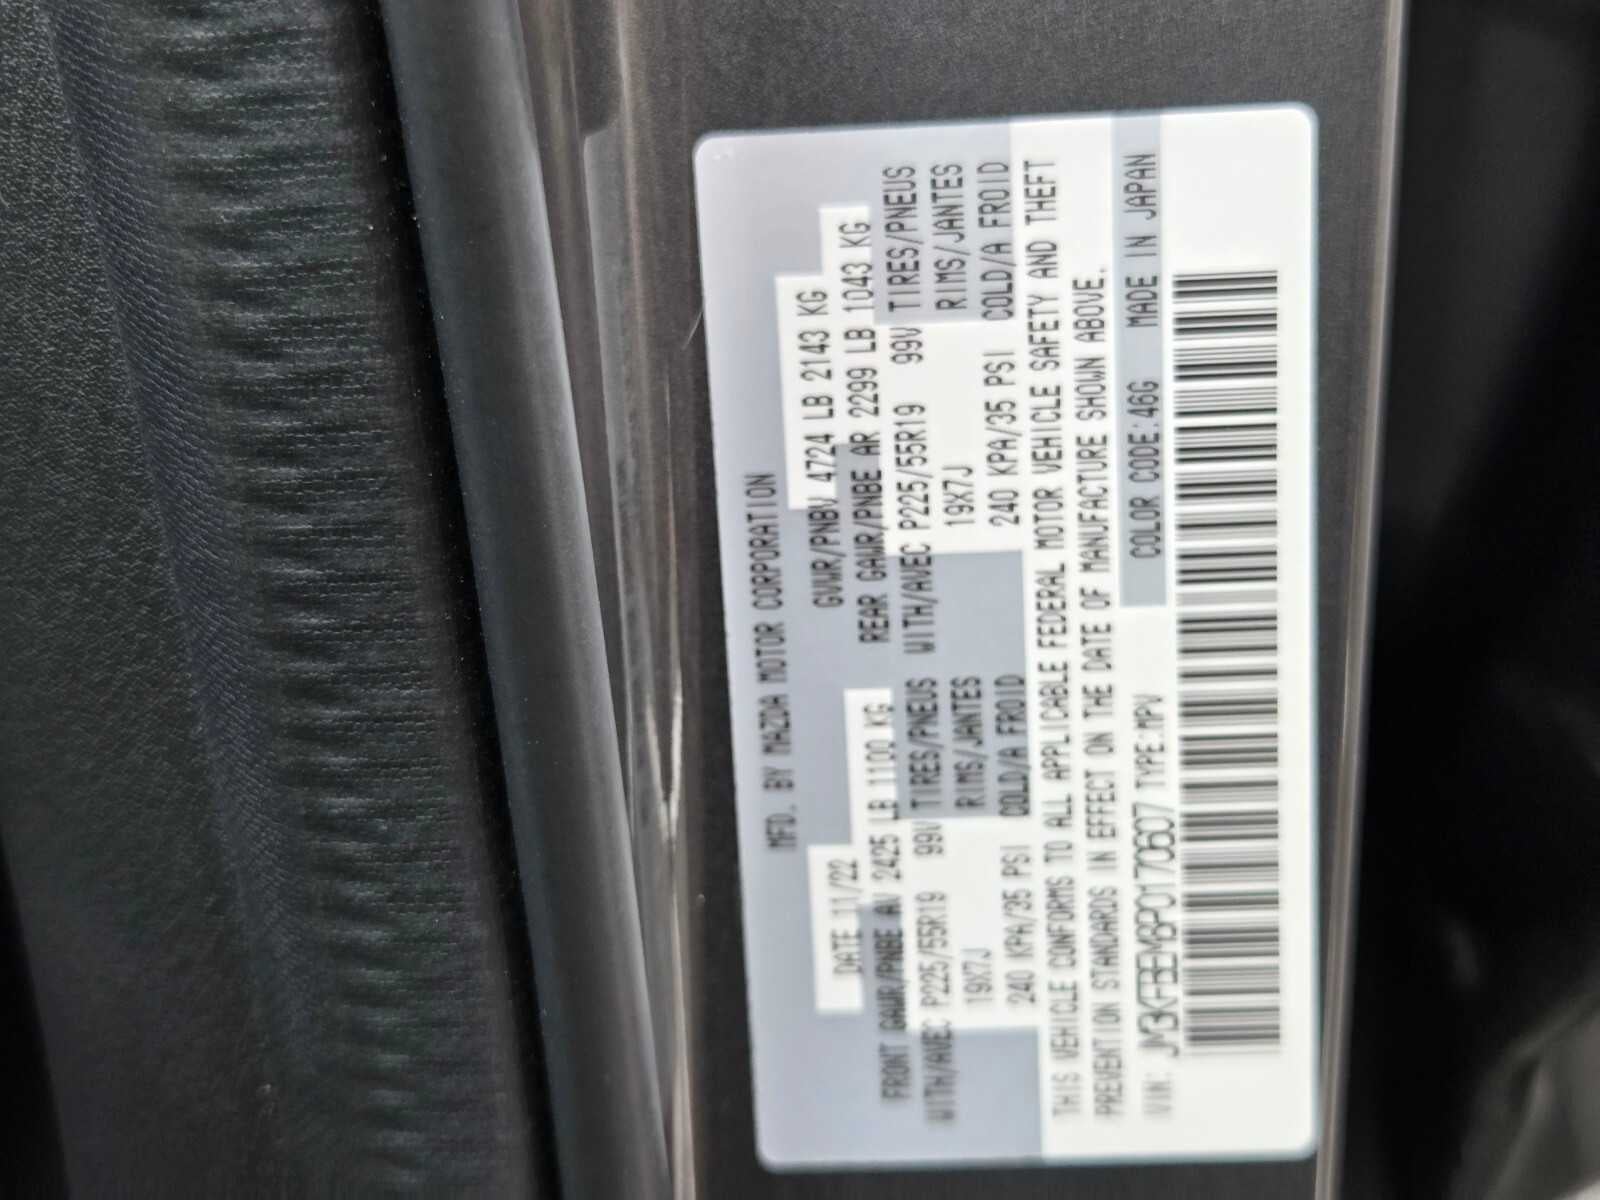 MFD. BY MAZDA MOTOR CORPORATION
DATE 11/22 GVWR/PNBV 4724 LB 2143 KG
FRONT GAWR/PNBE AV 2425 LB 1100 KG REAR GAWR/PNBE AR 2299 LB 1043 KG
WITH/AVEC P225/55R19 99V TIRES/PNEUS WITH/AVEC P225/55R19 99V TIRES/PNEUS
19X7J RIMS/JANTES 19X7J RIMS/JANTES
240 KPA/35 PSI COLD/A FROID 240 KPA/35 PSI COLD/A FROID
THIS VEHICLE CONFORMS TO ALL APPLICABLE FEDERAL MOTOR VEHICLE SAFETY AND THEFT
PREVENTION STANDARDS IN EFFECT ON THE DATE OF MANUFACTURE SHOWN ABOVE.
VIN: JM3KFBEM3P0170607 TYPE:MPV COLOR CODE:46G MADE IN JAPAN